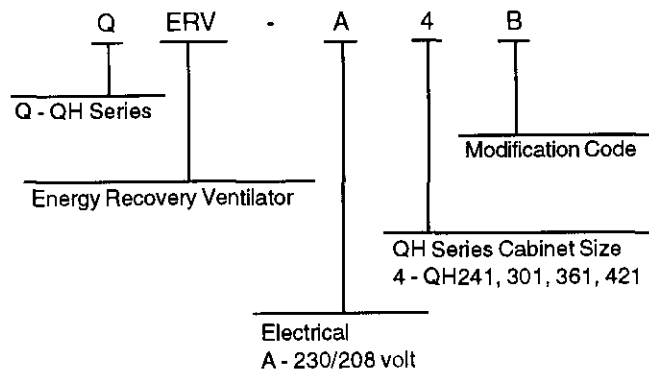 Q ERV - A 4 B
Q - QH Series
Modification Code
Energy Recovery Ventilator
QH Series Cabinet Size
4 - QH241, 301, 361, 421
Electrical
A - 230/208 volt